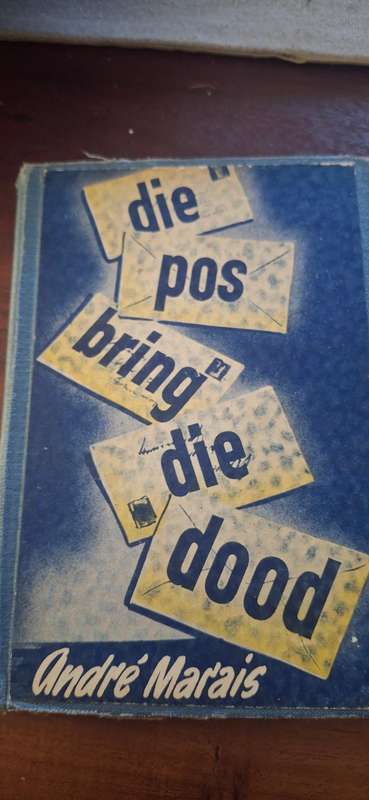 die
pos
bring
die
dood
André Marais